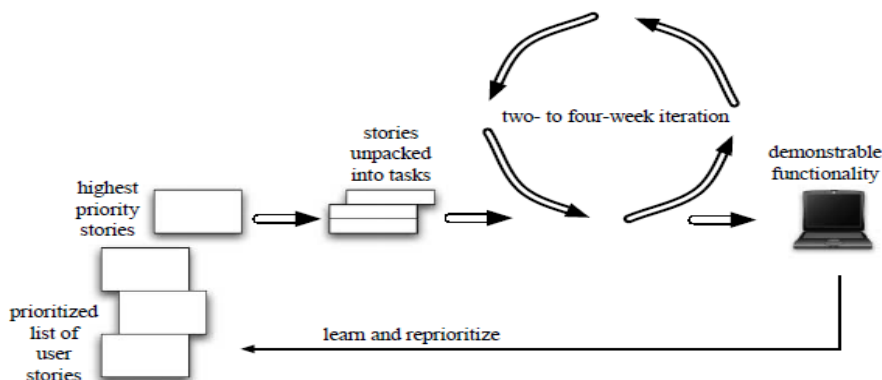 highest
priority
stories
prioritized
list of
user
stories
stories
unpacked
into tasks
two- to four-week iteration
demonstrable
functionality
learn and reprioritize